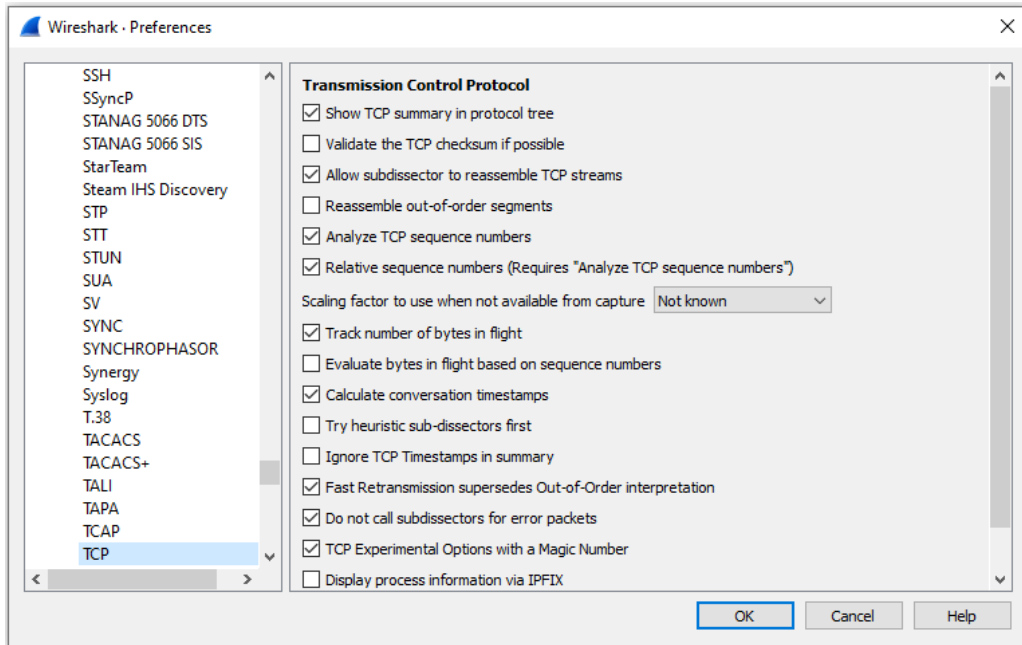 Wireshark · Preferences
SSH
SSyncP
STANAG 5066 DTS
STANAG 5066 SIS
StarTeam
Steam IHS Discovery
STP
STT
STUN
SUA
SV
SYNC
SYNCHROPHASOR
Synergy
Syslog
T.38
TACACS
TACACS+
TALI
TAPA
TCAP
TCP
Transmission Control Protocol
Show TCP summary in protocol tree
Validate the TCP checksum if possible
Allow subdissector to reassemble TCP streams
Reassemble out-of-order segments
Analyze TCP sequence numbers
Relative sequence numbers (Requires "Analyze TCP sequence numbers")
Scaling factor to use when not available from capture Not known
Track number of bytes in flight
Evaluate bytes in flight based on sequence numbers
Calculate conversation timestamps
Try heuristic sub-dissectors first
Ignore TCP Timestamps in summary
Fast Retransmission supersedes Out-of-Order interpretation
Do not call subdissectors for error packets
TCP Experimental Options with a Magic Number
Display process information via IPFIX
OK Cancel Help